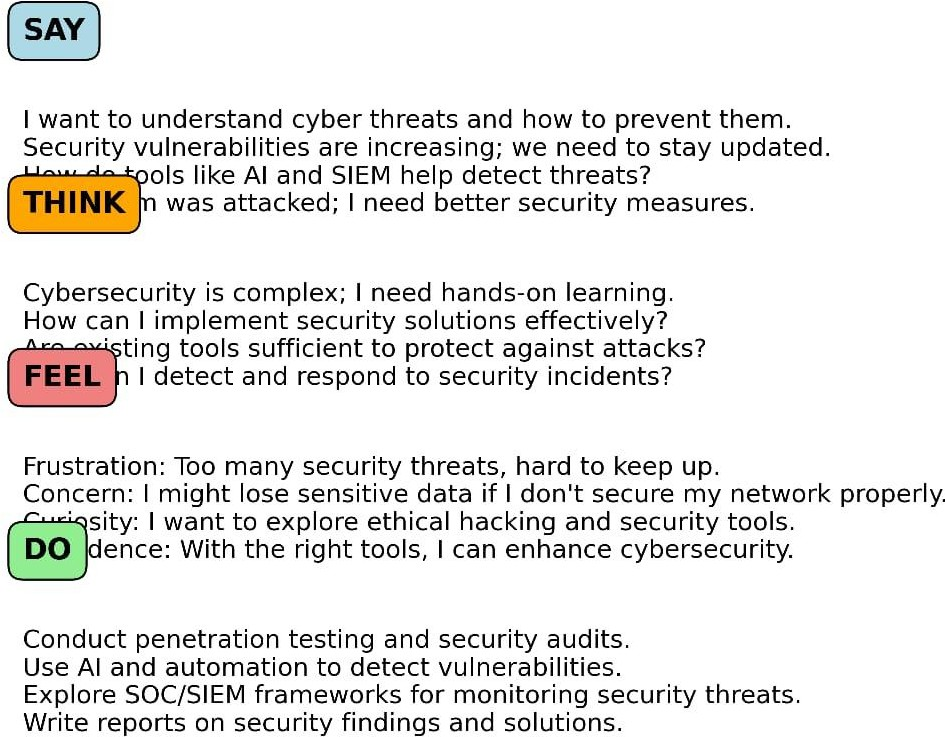 SAY
I want to understand cyber threats and how to prevent them.
Security vulnerabilities are increasing; we need to stay updated.
How do tools like AI and SIEM help detect threats?
THINK
was attacked; I need better security measures.
Cybersecurity is complex; I need hands-on learning.
How can I implement security solutions effectively?
Are existing tools sufficient to protect against attacks?
FEEL
I detect and respond to security incidents?
Frustration: Too many security threats, hard to keep up.
Concern: I might lose sensitive data if I don't secure my network properly.
Curiosity: I want to explore ethical hacking and security tools.
DO
With the right tools, I can enhance cybersecurity.
Conduct penetration testing and security audits.
Use AI and automation to detect vulnerabilities.
Explore SOC/SIEM frameworks for monitoring security threats.
Write reports on security findings and solutions.